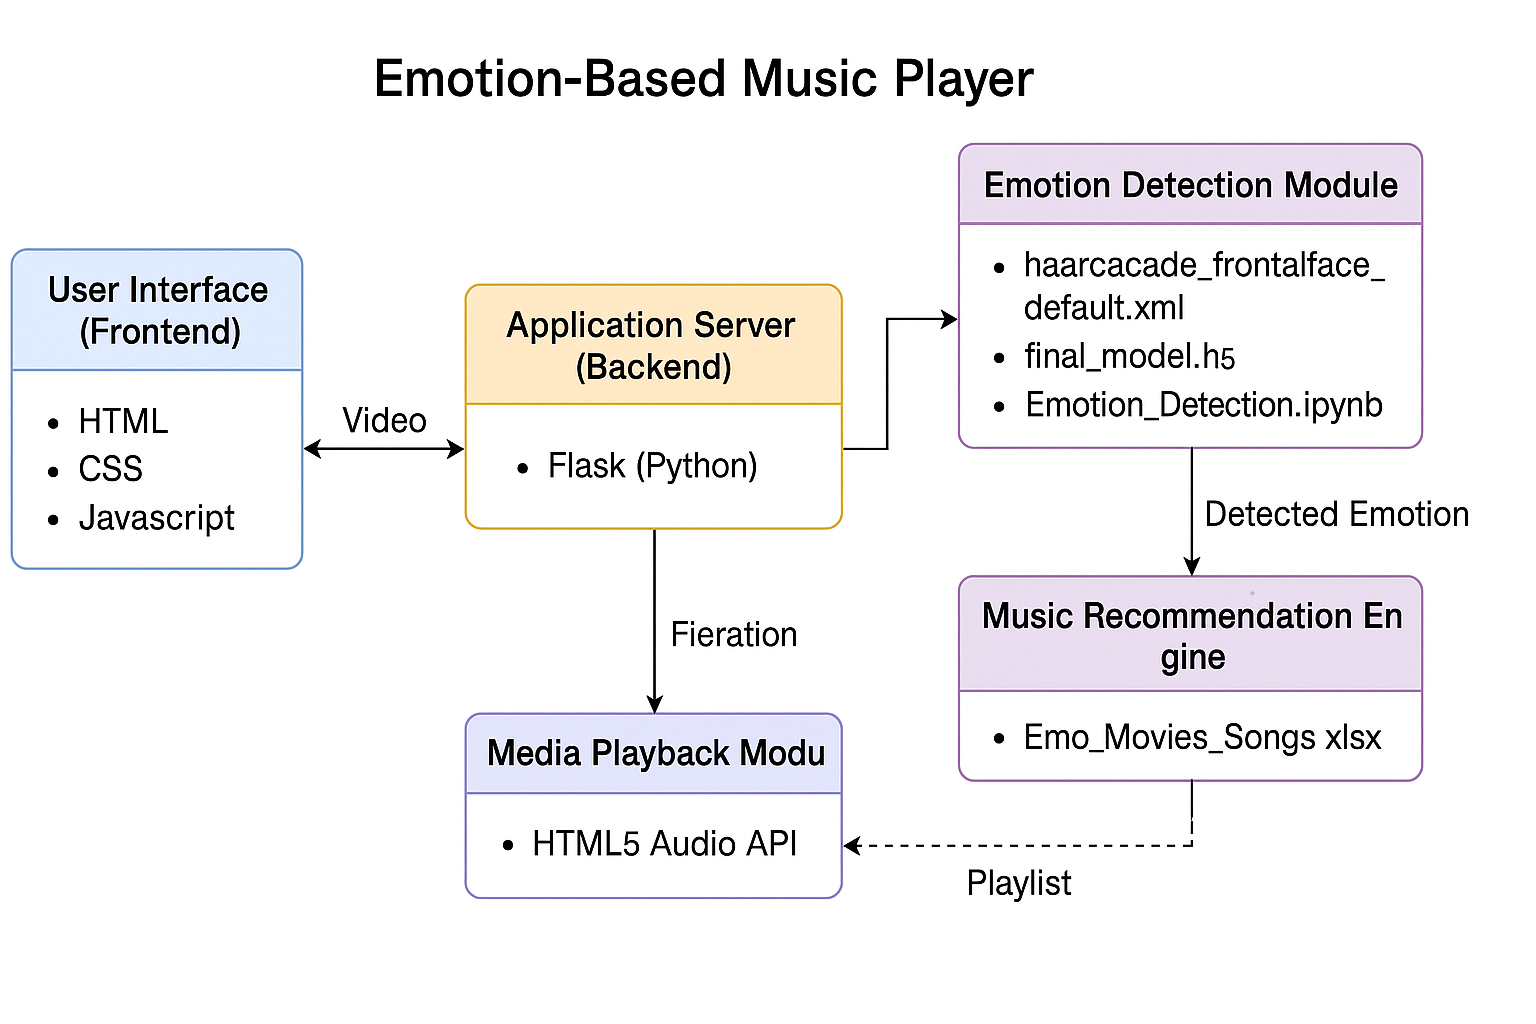 Emotion-Based Music Player
User Interface
(Frontend)
• HTML
• CSS
• Javascript
Video
Application Server
(Backend)
• Flask (Python)
Emotion Detection Module
• haarcacade_frontalface_
default.xml
• final_model.h5
• Emotion_Detection.ipynb
Detected Emotion
Music Recommendation En
gine
• Emo_Movies_Songs xlsx
Fieration
Media Playback Modu
• HTML5 Audio API
Playlist